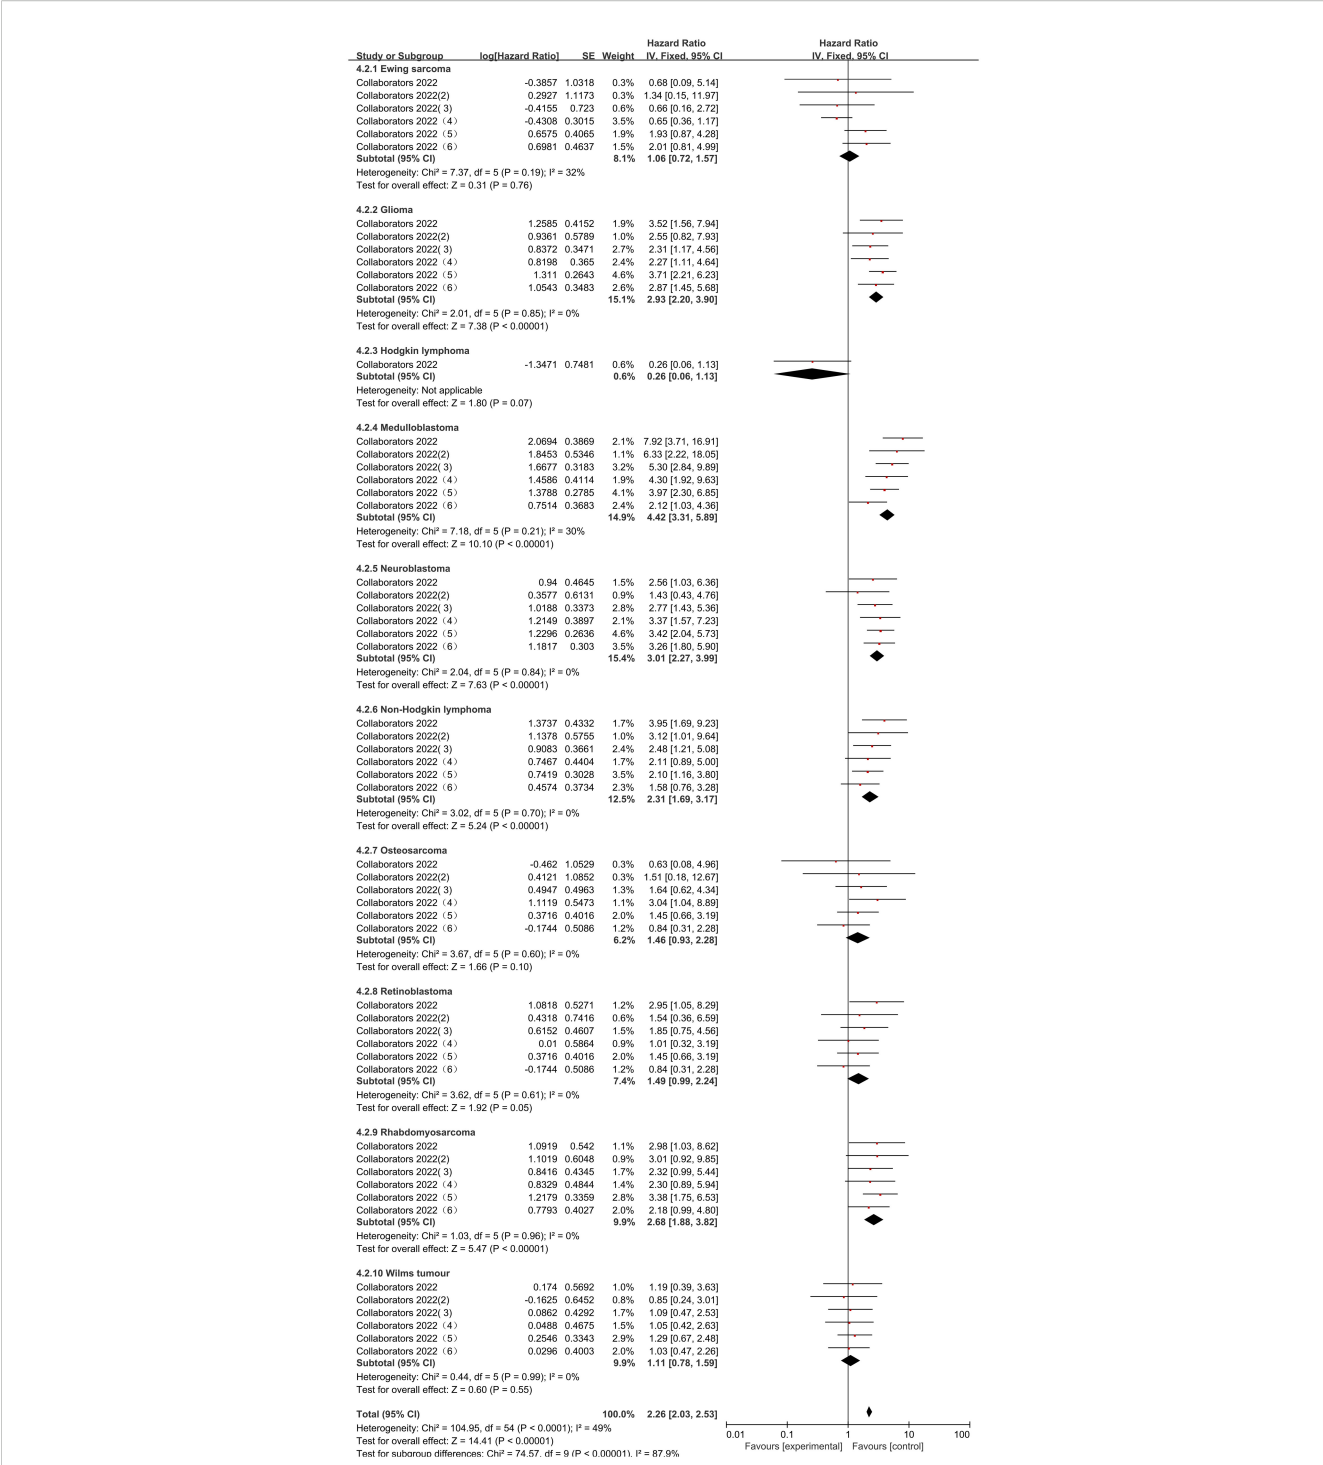 Hazard Ratio Hazard Ratio
Study or Subgroup log[Hazard Ratio] SE Weight IV, Fixed, 95% CI IV, Fixed, 95% CI
4.2.1 Ewing sarcoma
Collaborators 2022 -0.3857 1.0318 0.3% 0.68 [0.09, 5.14]
Collaborators 2022(2) 0.2927 1.1173 0.3% 1.34 [0.15, 11.97]
Collaborators 2022( 3) -0.4155 0.723 0.6% 0.66 [0.16, 2.72]
Collaborators 2022（4） -0.4308 0.3015 3.5% 0.65 [0.36, 1.17]
Collaborators 2022（5） 0.6575 0.4065 1.9% 1.93 [0.87, 4.28]
Collaborators 2022（6） 0.6981 0.4637 1.5% 2.01 [0.81, 4.99]
Subtotal (95% CI) 8.1% 1.06 [0.72, 1.57]
Heterogeneity: Chi² = 7.37, df = 5 (P = 0.19); I² = 32%
Test for overall effect: Z = 0.31 (P = 0.76)
4.2.2 Glioma
Collaborators 2022 1.2585 0.4152 1.9% 3.52 [1.56, 7.94]
Collaborators 2022(2) 0.9361 0.5789 1.0% 2.55 [0.82, 7.93]
Collaborators 2022( 3) 0.8372 0.3471 2.7% 2.31 [1.17, 4.56]
Collaborators 2022（4） 0.8198 0.365 2.4% 2.27 [1.11, 4.64]
Collaborators 2022（5） 1.311 0.2643 4.6% 3.71 [2.21, 6.23]
Collaborators 2022（6） 1.0543 0.3483 2.6% 2.87 [1.45, 5.68]
Subtotal (95% CI) 15.1% 2.93 [2.20, 3.90]
Heterogeneity: Chi² = 2.01, df = 5 (P = 0.85); I² = 0%
Test for overall effect: Z = 7.38 (P < 0.00001)
4.2.3 Hodgkin lymphoma
Collaborators 2022 -1.3471 0.7481 0.6% 0.26 [0.06, 1.13]
Subtotal (95% CI) 0.6% 0.26 [0.06, 1.13]
Heterogeneity: Not applicable
Test for overall effect: Z = 1.80 (P = 0.07)
4.2.4 Medulloblastoma
Collaborators 2022 2.0694 0.3869 2.1% 7.92 [3.71, 16.91]
Collaborators 2022(2) 1.8453 0.5346 1.1% 6.33 [2.22, 18.05]
Collaborators 2022( 3) 1.6677 0.3183 3.2% 5.30 [2.84, 9.89]
Collaborators 2022（4） 1.4586 0.4114 1.9% 4.30 [1.92, 9.63]
Collaborators 2022（5） 1.3788 0.2785 4.1% 3.97 [2.30, 6.85]
Collaborators 2022（6） 0.7514 0.3683 2.4% 2.12 [1.03, 4.36]
Subtotal (95% CI) 14.9% 4.42 [3.31, 5.89]
Heterogeneity: Chi² = 7.18, df = 5 (P = 0.21); I² = 30%
Test for overall effect: Z = 10.10 (P < 0.00001)
4.2.5 Neuroblastoma
Collaborators 2022 0.94 0.4645 1.5% 2.56 [1.03, 6.36]
Collaborators 2022(2) 0.3577 0.6131 0.9% 1.43 [0.43, 4.76]
Collaborators 2022( 3) 1.0188 0.3373 2.8% 2.77 [1.43, 5.36]
Collaborators 2022（4） 1.2149 0.3897 2.1% 3.37 [1.57, 7.23]
Collaborators 2022（5） 1.2296 0.2636 4.6% 3.42 [2.04, 5.73]
Collaborators 2022（6） 1.1817 0.303 3.5% 3.26 [1.80, 5.90]
Subtotal (95% CI) 15.4% 3.01 [2.27, 3.99]
Heterogeneity: Chi² = 2.04, df = 5 (P = 0.84); I² = 0%
Test for overall effect: Z = 7.63 (P < 0.00001)
4.2.6 Non-Hodgkin lymphoma
Collaborators 2022 1.3737 0.4332 1.7% 3.95 [1.69, 9.23]
Collaborators 2022(2) 1.1378 0.5755 1.0% 3.12 [1.01, 9.64]
Collaborators 2022( 3) 0.9083 0.3661 2.4% 2.48 [1.21, 5.08]
Collaborators 2022（4） 0.7467 0.4404 1.7% 2.11 [0.89, 5.00]
Collaborators 2022（5） 0.7419 0.3028 3.5% 2.10 [1.16, 3.80]
Collaborators 2022（6） 0.4574 0.3734 2.3% 1.58 [0.76, 3.28]
Subtotal (95% CI) 12.5% 2.31 [1.69, 3.17]
Heterogeneity: Chi² = 3.02, df = 5 (P = 0.70); I² = 0%
Test for overall effect: Z = 5.24 (P < 0.00001)
4.2.7 Osteosarcoma
Collaborators 2022 -0.462 1.0529 0.3% 0.63 [0.08, 4.96]
Collaborators 2022(2) 0.4121 1.0852 0.3% 1.51 [0.18, 12.67]
Collaborators 2022( 3) 0.4947 0.4963 1.3% 1.64 [0.62, 4.34]
Collaborators 2022（4） 1.1119 0.5473 1.1% 3.04 [1.04, 8.89]
Collaborators 2022（5） 0.3716 0.4016 2.0% 1.45 [0.66, 3.19]
Collaborators 2022（6） -0.1744 0.5086 1.2% 0.84 [0.31, 2.28]
Subtotal (95% CI) 6.2% 1.46 [0.93, 2.28]
Heterogeneity: Chi² = 3.67, df = 5 (P = 0.60); I² = 0%
Test for overall effect: Z = 1.66 (P = 0.10)
4.2.8 Retinoblastoma
Collaborators 2022 1.0818 0.5271 1.2% 2.95 [1.05, 8.29]
Collaborators 2022(2) 0.4318 0.7416 0.6% 1.54 [0.36, 6.59]
Collaborators 2022( 3) 0.6152 0.4607 1.5% 1.85 [0.75, 4.56]
Collaborators 2022（4） 0.01 0.5864 0.9% 1.01 [0.32, 3.19]
Collaborators 2022（5） 0.3716 0.4016 2.0% 1.45 [0.66, 3.19]
Collaborators 2022（6） -0.1744 0.5086 1.2% 0.84 [0.31, 2.28]
Subtotal (95% CI) 7.4% 1.49 [0.99, 2.24]
Heterogeneity: Chi² = 3.62, df = 5 (P = 0.61); I² = 0%
Test for overall effect: Z = 1.92 (P = 0.05)
4.2.9 Rhabdomyosarcoma
Collaborators 2022 1.0919 0.542 1.1% 2.98 [1.03, 8.62]
Collaborators 2022(2) 1.1019 0.6048 0.9% 3.01 [0.92, 9.85]
Collaborators 2022( 3) 0.8416 0.4345 1.7% 2.32 [0.99, 5.44]
Collaborators 2022（4） 0.8329 0.4844 1.4% 2.30 [0.89, 5.94]
Collaborators 2022（5） 1.2179 0.3359 2.8% 3.38 [1.75, 6.53]
Collaborators 2022（6） 0.7793 0.4027 2.0% 2.18 [0.99, 4.80]
Subtotal (95% CI) 9.9% 2.68 [1.88, 3.82]
Heterogeneity: Chi² = 1.03, df = 5 (P = 0.96); I² = 0%
Test for overall effect: Z = 5.47 (P < 0.00001)
4.2.10 Wilms tumour
Collaborators 2022 0.174 0.5692 1.0% 1.19 [0.39, 3.63]
Collaborators 2022(2) -0.1625 0.6452 0.8% 0.85 [0.24, 3.01]
Collaborators 2022( 3) 0.0862 0.4292 1.7% 1.09 [0.47, 2.53]
Collaborators 2022（4） 0.0488 0.4675 1.5% 1.05 [0.42, 2.63]
Collaborators 2022（5） 0.2546 0.3343 2.9% 1.29 [0.67, 2.48]
Collaborators 2022（6） 0.0296 0.4003 2.0% 1.03 [0.47, 2.26]
Subtotal (95% CI) 9.9% 1.11 [0.78, 1.59]
Heterogeneity: Chi² = 0.44, df = 5 (P = 0.99); I² = 0%
Test for overall effect: Z = 0.60 (P = 0.55)
Total (95% CI) 100.0% 2.26 [2.03, 2.53]
Heterogeneity: Chi² = 104.95, df = 54 (P < 0.0001); I² = 49%
Test for overall effect: Z = 14.41 (P < 0.00001)
Test for subgroup differences: Chi² = 74.57, df = 9 (P < 0.00001), I² = 87.9%
0.01 0.1 1 10 100
Favours [experimental] Favours [control]